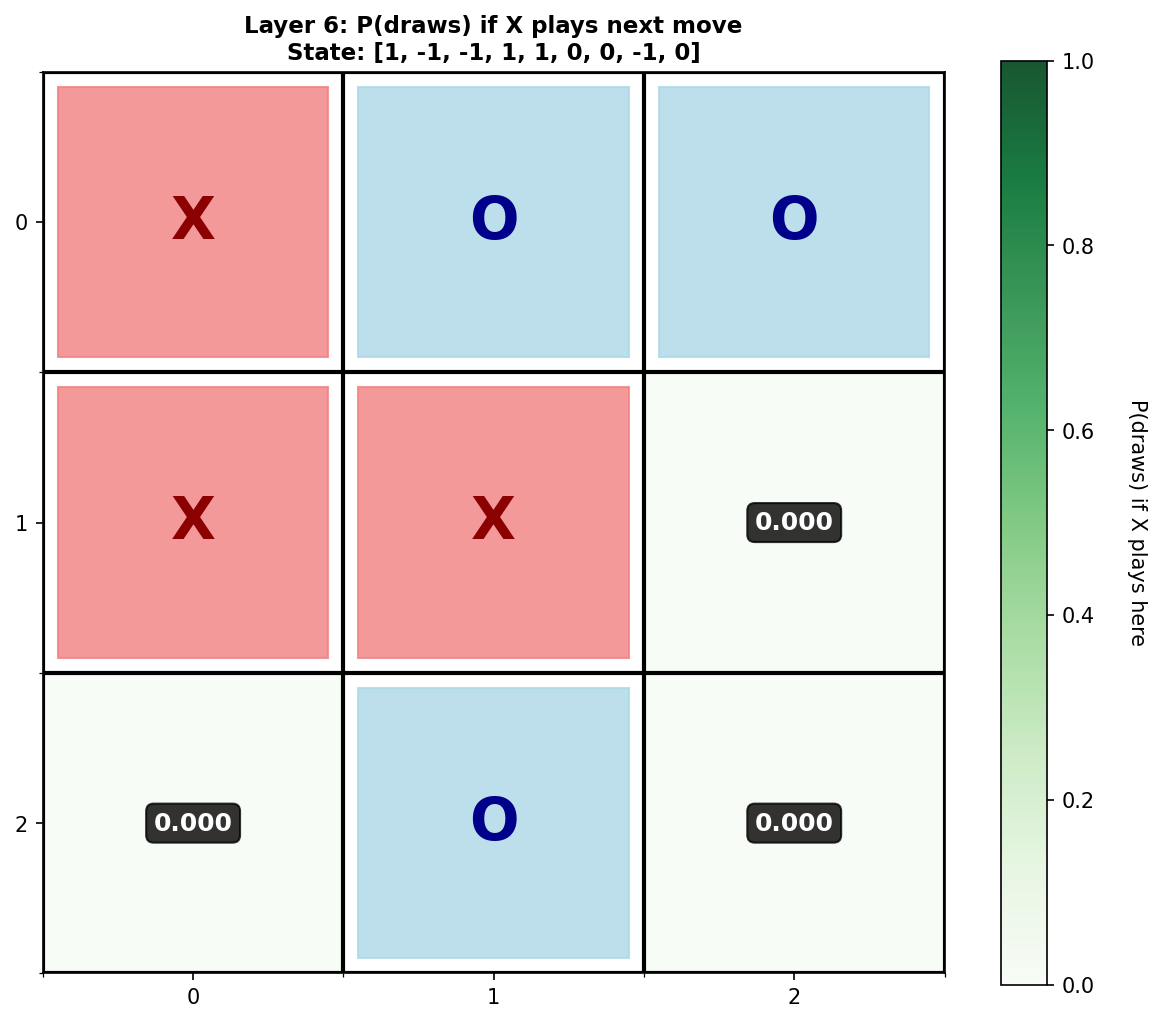 Layer 6: P(draws) if X plays next move
State: [1, -1, -1, 1, 1, 0, 0, -1, 0]
X
O
O
0
X
X
0.000
1
0.000
O
0.000
2
0
1
2
1.0
0.8
0.6
0.4
0.2
0.0
P(draws) if X plays here